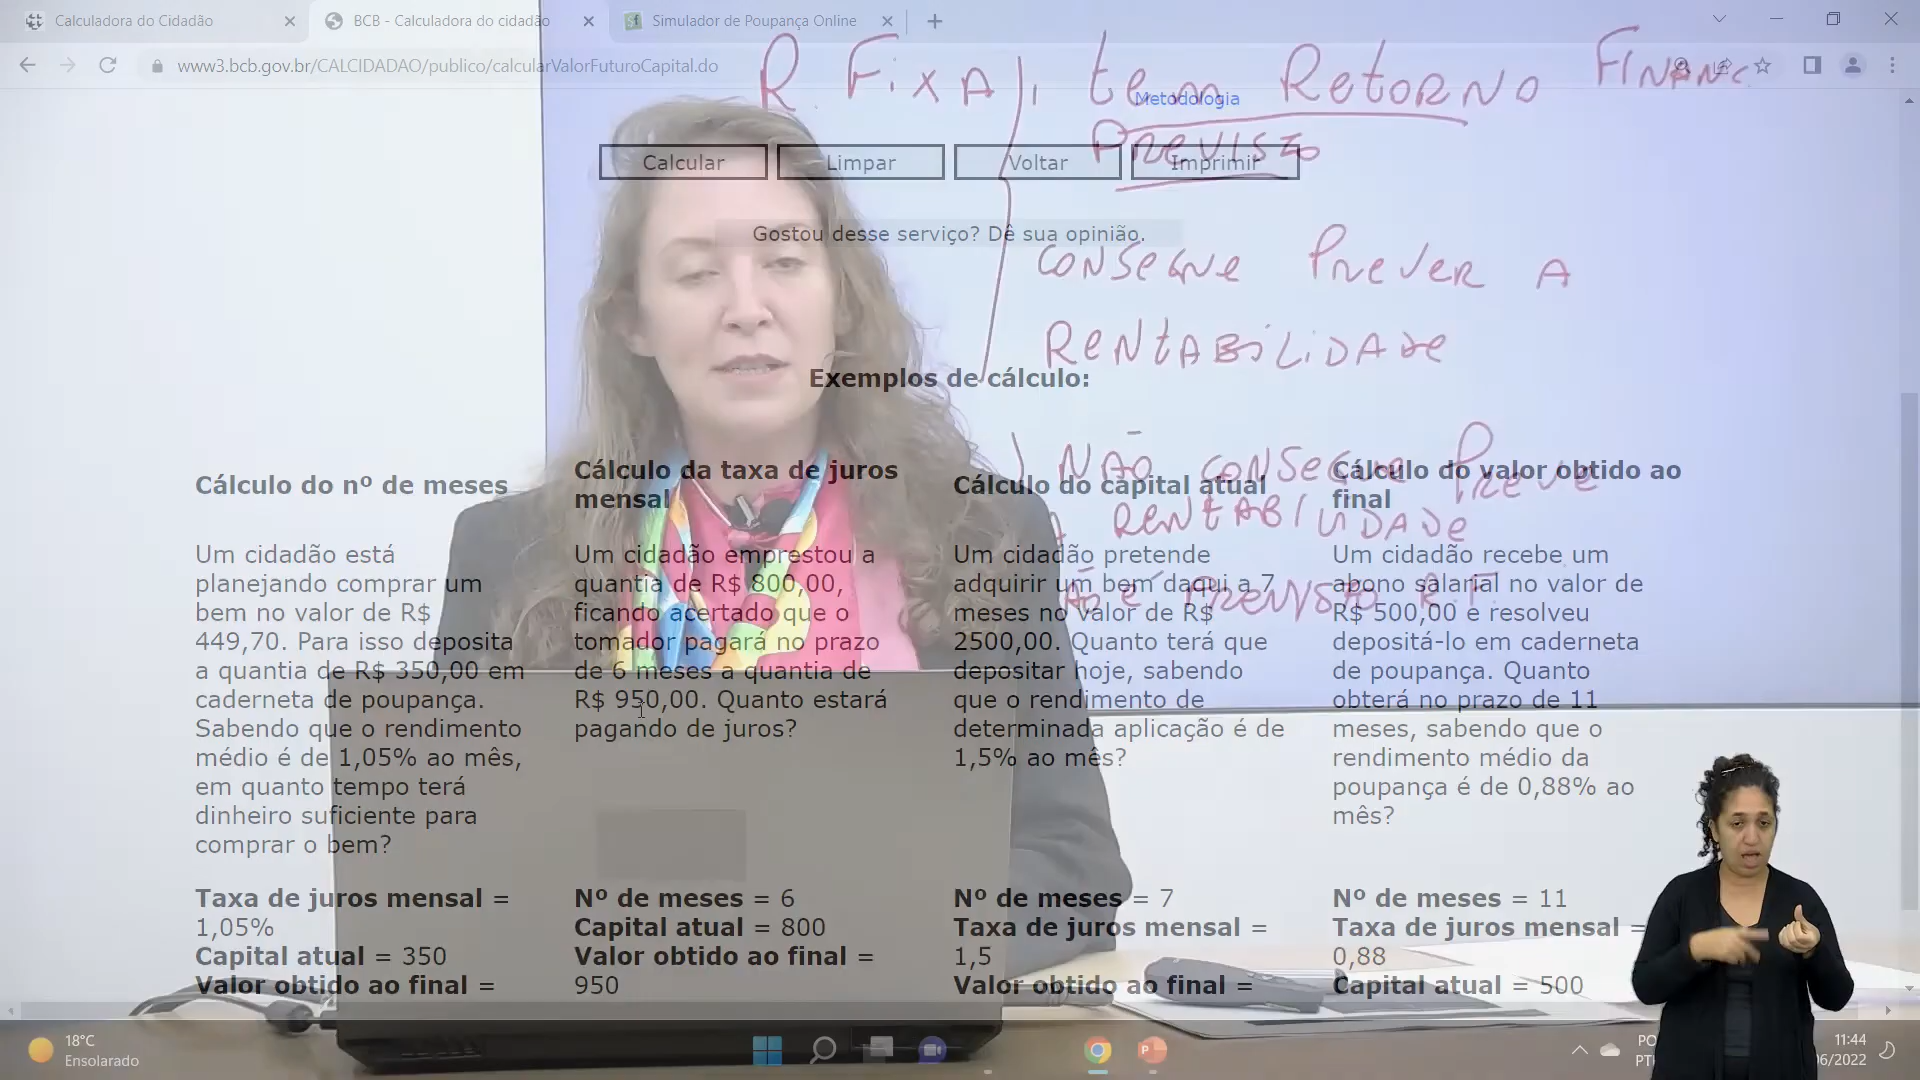 Calculadora do Cidadão
BCB - Calculadora do cidadão
Simulador de Poupança Online
www3.bcb.gov.br/CALCIDADAO/publico/calcularValorFuturoCapital.do
R. FixA, tem RetoRNO FINANC
Metodologia
PREVISTO
Calcular
Limpar
Voltar
Imprimir
Gostou desse serviço? Dê sua opinião.
CONSEGUE PREVER A
RENTABILIDADE
Exemplos de cálculo:
NÃO CONSEGUE PREVE
RENTABILIDADE
Cálculo do nº de meses
Um cidadão está
planejando comprar um
bem no valor de R$
449,70. Para isso deposita
a quantia de R$ 350,00 em
caderneta de poupança.
Sabendo que o rendimento
médio é de 1,05% ao mês,
em quanto tempo terá
dinheiro suficiente para
comprar o bem?
Taxa de juros mensal =
1,05%
Capital atual = 350
Valor obtido ao final =
Cálculo da taxa de juros
mensal
Um cidadão emprestou a
quantia de R$ 800,00,
ficando acertado que o
tomador pagará no prazo
de 6 meses a quantia de
R$ 950,00. Quanto estará
pagando de juros?
Nº de meses = 6
Capital atual = 800
Valor obtido ao final =
950
Cálculo do capital atual
Um cidadão pretende
adquirir um bem daqui a 7
meses no valor de R$
2500,00. Quanto terá que
depositar hoje, sabendo
que o rendimento de
determinada aplicação é de
1,5% ao mês?
Nº de meses = 7
Taxa de juros mensal =
1,5
Valor obtido ao final =
Cálculo do valor obtido ao
final
Um cidadão recebe um
abono salarial no valor de
R$ 500,00 e resolveu
depositá-lo em caderneta
de poupança. Quanto
obterá no prazo de 11
meses, sabendo que o
rendimento médio da
poupança é de 0,88% ao
mês?
Nº de meses = 11
Taxa de juros mensal =
0,88
Capital atual = 500
18°C
Ensolarado
11:44
06/2022